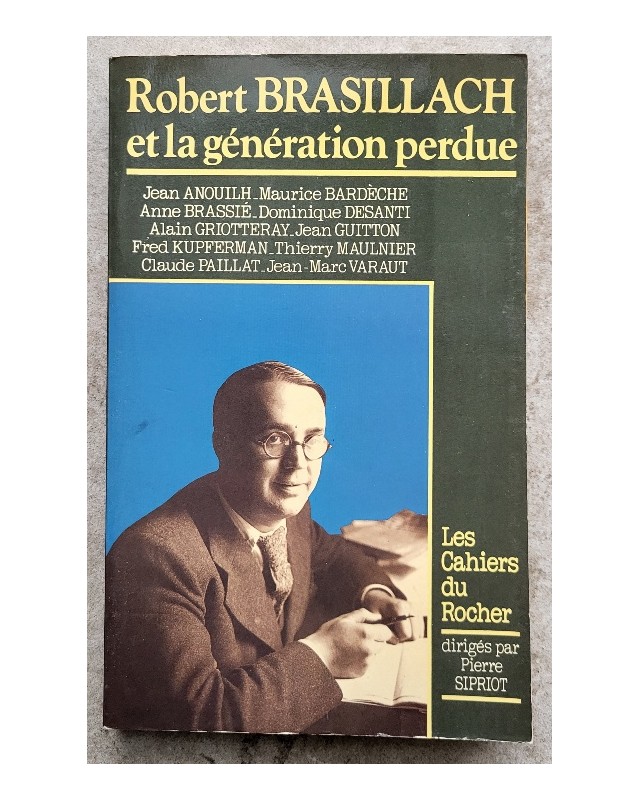 Robert BRASILLACH
et la génération perdue
Jean ANOUILH_Maurice BARDÈCHE
Anne BRASSIÉ_Dominique DESANTI
Alain GRIOTTERAY_Jean GUITTON
Fred KUPFERMAN_Thierry MAULNIER
Claude PAILLAT_Jean-Marc VARAUT
Les
Cahiers
du
Rocher
dirigés par
Pierre
SIPRIOT